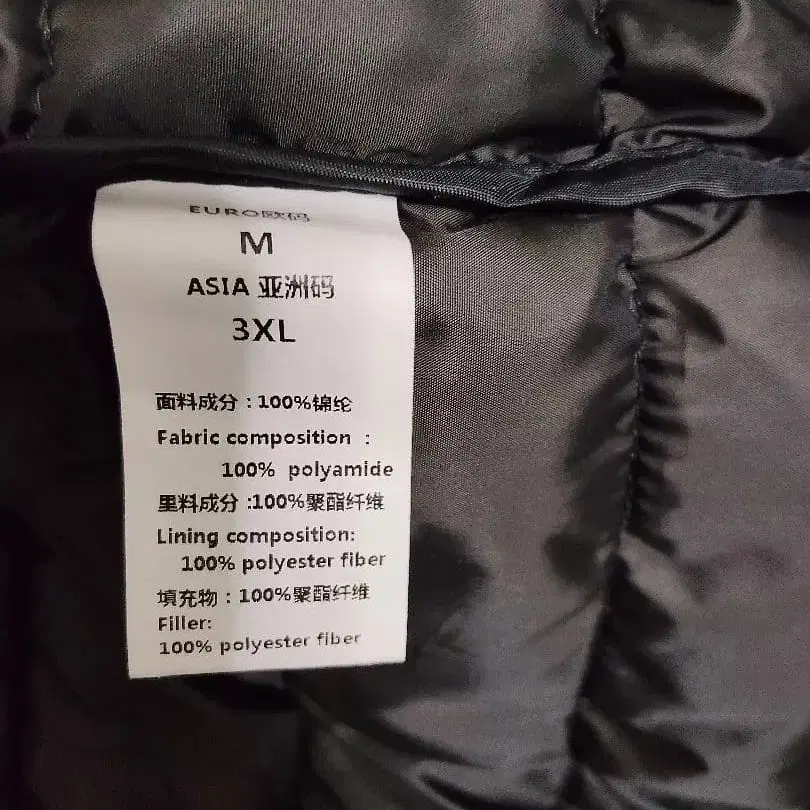 EURO欧码
M
ASIA 亚洲码
3XL
面料成分：100%锦纶
Fabric composition :
100% polyamide
里料成分:100%聚酯纤维
Lining composition:
100% polyester fiber
填充物：100%聚酯纤维
Filler:
100% polyester fiber